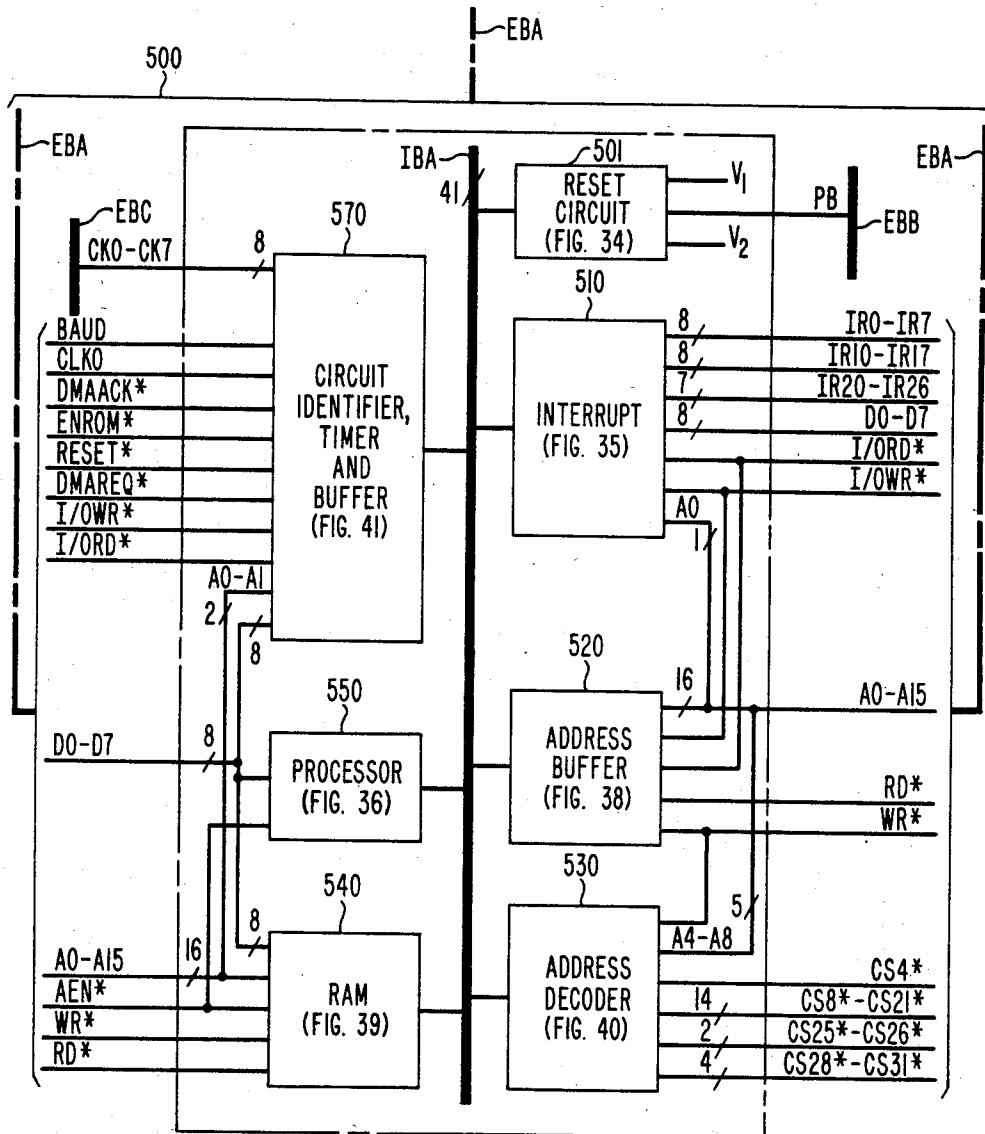 EBA
500
EBA
EBC
CK0-CK7
8
BAUD
CLK0
DMAACK*
ENROM*
RESET*
DMAREQ*
I/OWR*
I/ORD*
A0-A1
2
8
570
CIRCUIT
IDENTIFIER,
TIMER
AND
BUFFER
(FIG. 41)
D0-D7
8
550
PROCESSOR
(FIG. 36)
8
540
RAM
(FIG. 39)
A0-A15
16
AEN*
WR*
RD*
IBA
41
501
RESET
CIRCUIT
(FIG. 34)
V1
V2
PB
EBB
EBA
510
INTERRUPT
(FIG. 35)
8
IR0-IR7
8
IR10-IR17
7
IR20-IR26
8
D0-D7
I/ORD*
I/OWR*
A0
1
520
ADDRESS
BUFFER
(FIG. 38)
16
A0-A15
RD*
WR*
530
ADDRESS
DECODER
(FIG. 40)
5
A4-A8
CS4*
14
CS8*-CS21*
2
CS25*-CS26*
4
CS28*-CS31*